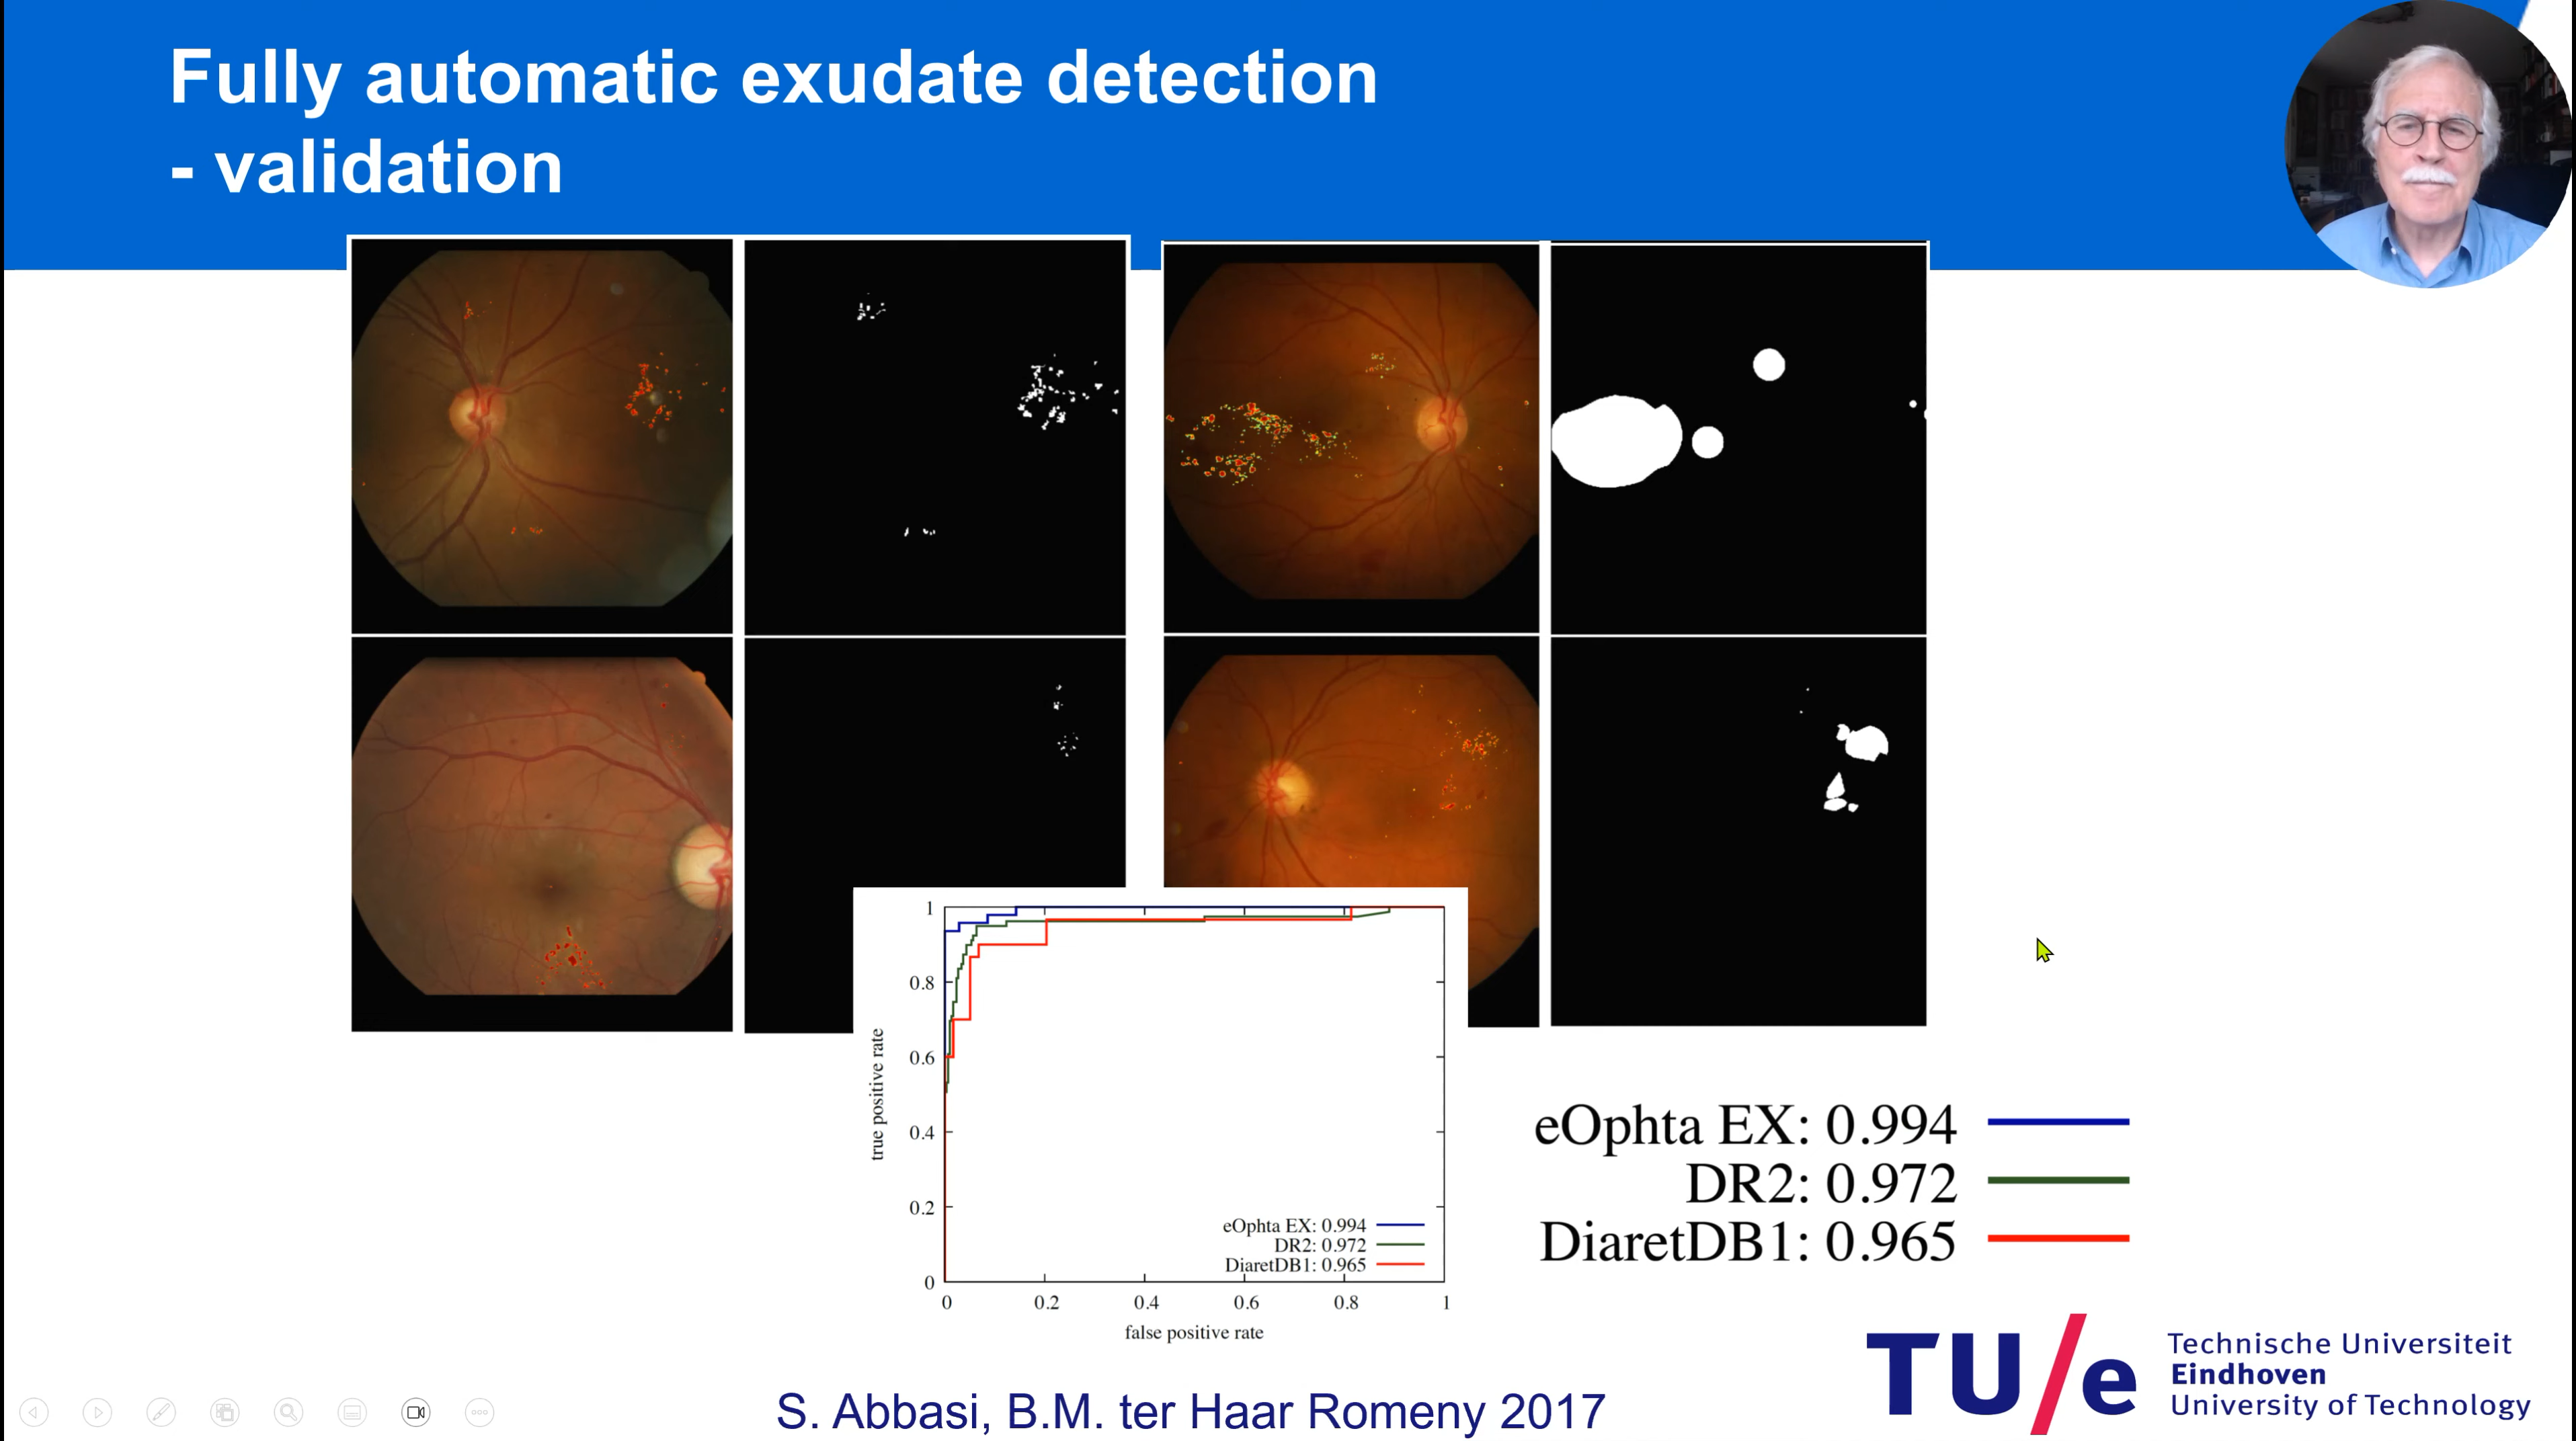 Fully automatic exudate detection
- validation
1
0.8
0.6
0.4
0.2
0
true positive rate
0
0.2
0.4
0.6
0.8
1
false positive rate
eOphta EX: 0.994
DR2: 0.972
DiaretDB1: 0.965
eOphta EX: 0.994
DR2: 0.972
DiaretDB1: 0.965
S. Abbasi, B.M. ter Haar Romeny 2017
TU/e
Technische Universiteit
Eindhoven
University of Technology